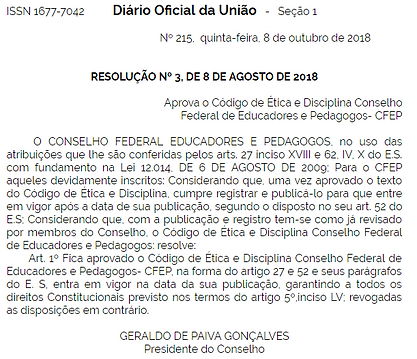 ISSN 1677-7042 Diário Oficial da União - Seção 1
Nº 215, quinta-feira, 8 de outubro de 2018
RESOLUÇÃO Nº 3, DE 8 DE AGOSTO DE 2018
Aprova o Código de Ética e Disciplina Conselho
Federal de Educadores e Pedagogos- CFEP
O CONSELHO FEDERAL EDUCADORES E PEDAGOGOS, no uso das
atribuições que lhe são conferidas pelos arts. 27 inciso XVIII e 62, IV, X do E.S.
com fundamento na Lei 12.014, DE 6 DE AGOSTO DE 2009; Para o CFEP
aqueles devidamente inscritos: Considerando que, uma vez aprovado o texto
do Código de Ética e Disciplina, cumpre registrar e publicá-lo para que entre
em vigor após a data de sua publicação, segundo o disposto no seu art. 52 do
E.S; Considerando que, com a publicação e registro tem-se como já revisado
por membros do Conselho, o Código de Ética e Disciplina Conselho Federal
de Educadores e Pedagogos: resolve:
Art. 1º Fica aprovado o Código de Ética e Disciplina Conselho Federal de
Educadores e Pedagogos- CFEP, na forma do artigo 27 e 52 e seus parágrafos
do E. S, entra em vigor na data da sua publicação, garantindo a todos os
direitos Constitucionais previsto nos termos do artigo 5º,inciso LV; revogadas
as disposições em contrário.
GERALDO DE PAIVA GONÇALVES
Presidente do Conselho